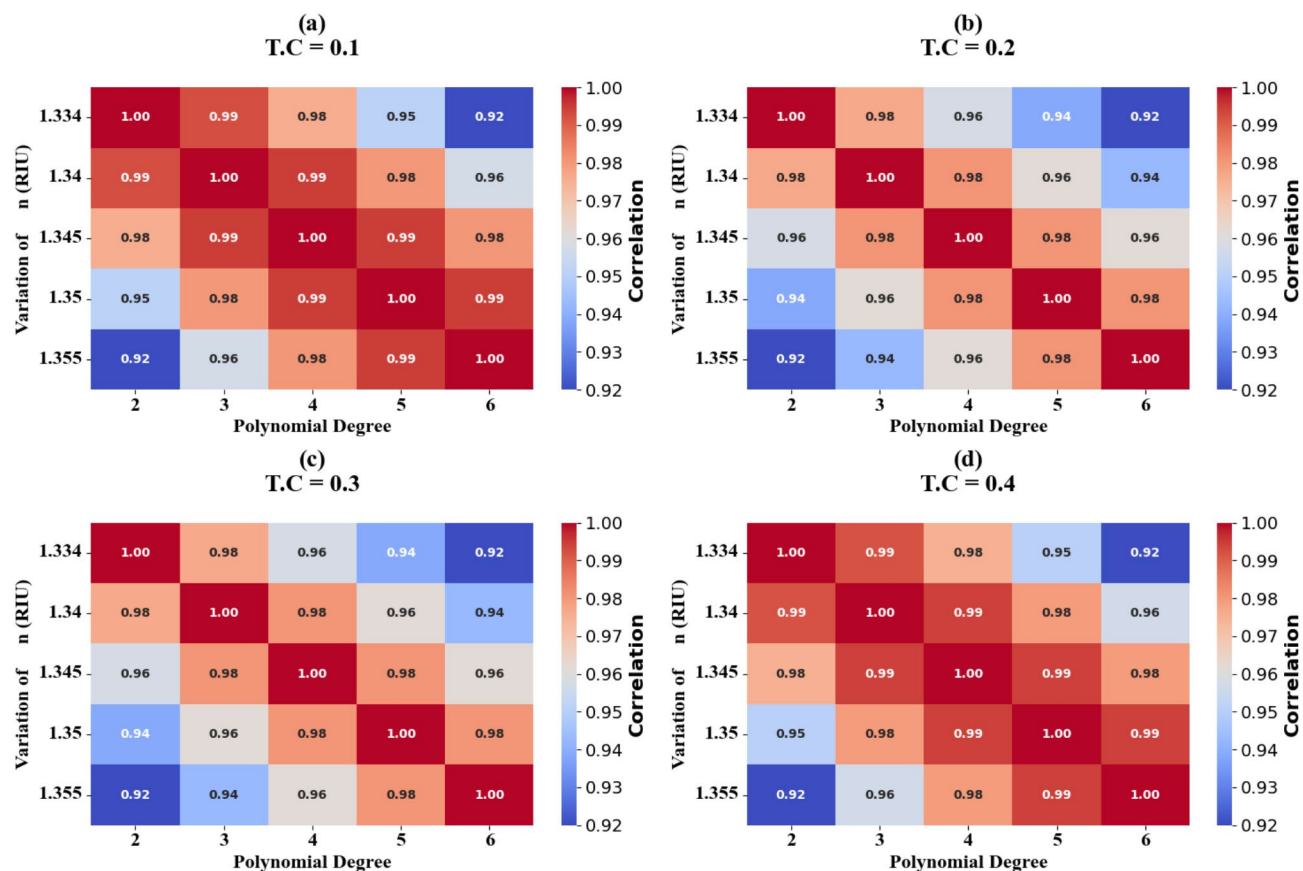 (a)
T.C = 0.1
1.334 1.00 0.99 0.98 0.95 0.92
1.34 0.99 1.00 0.99 0.98 0.96
1.345 0.98 0.99 1.00 0.99 0.98
1.35 0.95 0.98 0.99 1.00 0.99
1.355 0.92 0.96 0.98 0.99 1.00
2 3 4 5 6
Polynomial Degree
Variation of n (RIU)
1.00
0.99
0.98
0.97
0.96
0.95
0.94
0.93
0.92
Correlation
(b)
T.C = 0.2
1.334 1.00 0.98 0.96 0.94 0.92
1.34 0.98 1.00 0.98 0.96 0.94
1.345 0.96 0.98 1.00 0.98 0.96
1.35 0.94 0.96 0.98 1.00 0.98
1.355 0.92 0.94 0.96 0.98 1.00
2 3 4 5 6
Polynomial Degree
Variation of n (RIU)
1.00
0.99
0.98
0.97
0.96
0.95
0.94
0.93
0.92
Correlation
(c)
T.C = 0.3
1.334 1.00 0.98 0.96 0.94 0.92
1.34 0.98 1.00 0.98 0.96 0.94
1.345 0.96 0.98 1.00 0.98 0.96
1.35 0.94 0.96 0.98 1.00 0.98
1.355 0.92 0.94 0.96 0.98 1.00
2 3 4 5 6
Polynomial Degree
Variation of n (RIU)
1.00
0.99
0.98
0.97
0.96
0.95
0.94
0.93
0.92
Correlation
(d)
T.C = 0.4
1.334 1.00 0.99 0.98 0.95 0.92
1.34 0.99 1.00 0.99 0.98 0.96
1.345 0.98 0.99 1.00 0.99 0.98
1.35 0.95 0.98 0.99 1.00 0.99
1.355 0.92 0.96 0.98 0.99 1.00
2 3 4 5 6
Polynomial Degree
Variation of n (RIU)
1.00
0.99
0.98
0.97
0.96
0.95
0.94
0.93
0.92
Correlation